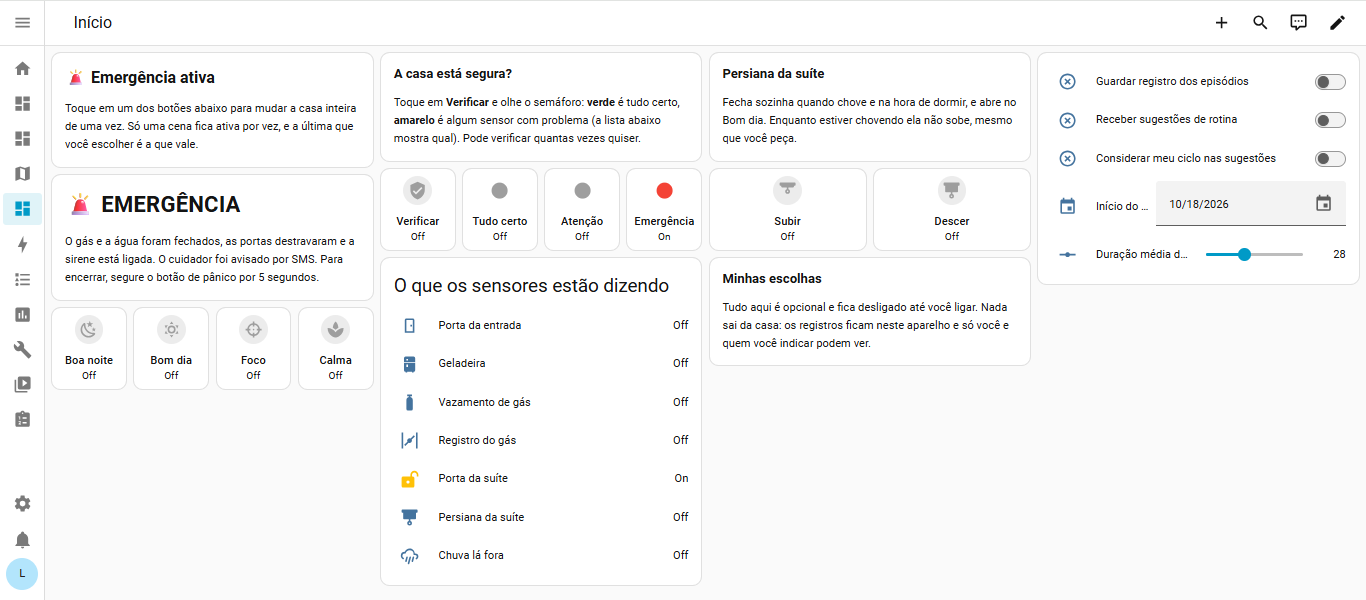 Início
Emergência ativa
Toque em um dos botões abaixo para mudar a casa inteira
de uma vez. Só uma cena fica ativa por vez, e a última que
você escolher é a que vale.
EMERGÊNCIA
O gás e a água foram fechados, as portas destravaram e a
sirene está ligada. O cuidador foi avisado por SMS. Para
encerrar, segure o botão de pânico por 5 segundos.
Boa noite
Off
Bom dia
Off
Foco
Off
Calma
Off
A casa está segura?
Toque em Verificar e olhe o semáforo: verde é tudo certo,
amarelo é algum sensor com problema (a lista abaixo
mostra qual). Pode verificar quantas vezes quiser.
Verificar
Off
Tudo certo
Off
Atenção
Off
Emergência
On
O que os sensores estão dizendo
Porta da entrada Off
Geladeira Off
Vazamento de gás Off
Registro do gás Off
Porta da suíte On
Persiana da suíte Off
Chuva lá fora Off
Persiana da suíte
Fecha sozinha quando chove e na hora de dormir, e abre no
Bom dia. Enquanto estiver chovendo ela não sobe, mesmo
que você peça.
Subir
Off
Descer
Off
Minhas escolhas
Tudo aqui é opcional e fica desligado até você ligar. Nada
sai da casa: os registros ficam neste aparelho e só você e
quem você indicar podem ver.
Guardar registro dos episódios
Receber sugestões de rotina
Considerar meu ciclo nas sugestões
Início do ... 10/18/2026
Duração média d... 28
L